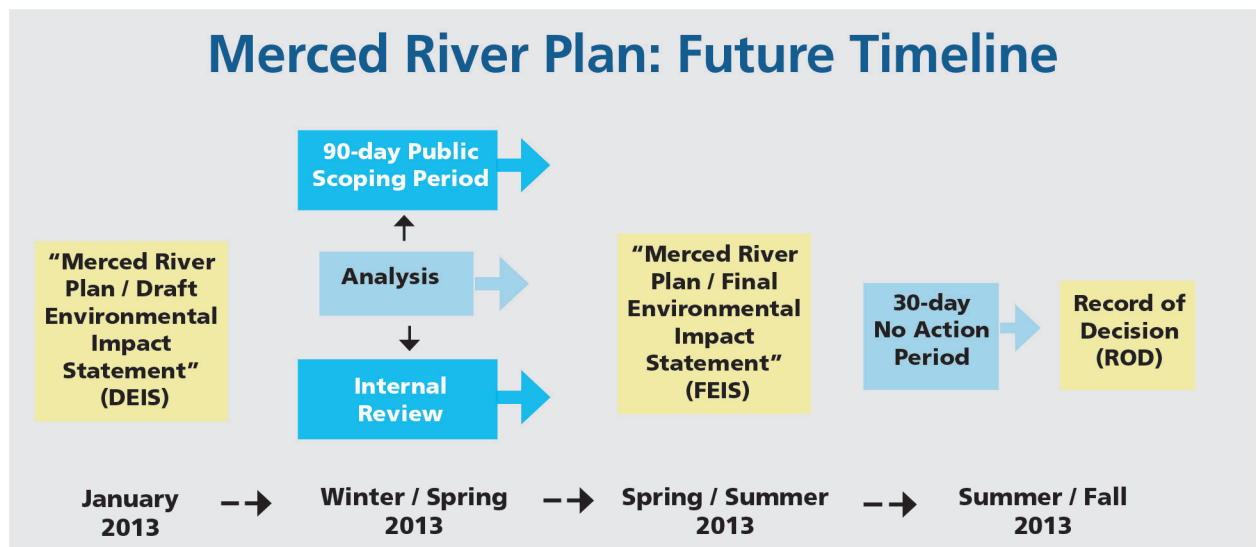 Merced River Plan: Future Timeline
“Merced River
Plan / Draft
Environmental
Impact
Statement”
(DEIS)
90-day Public
Scoping Period
Analysis
Internal
Review
“Merced River
Plan / Final
Environmental
Impact
Statement”
(FEIS)
30-day
No Action
Period
Record of
Decision
(ROD)
January
2013
Winter / Spring
2013
Spring / Summer
2013
Summer / Fall
2013